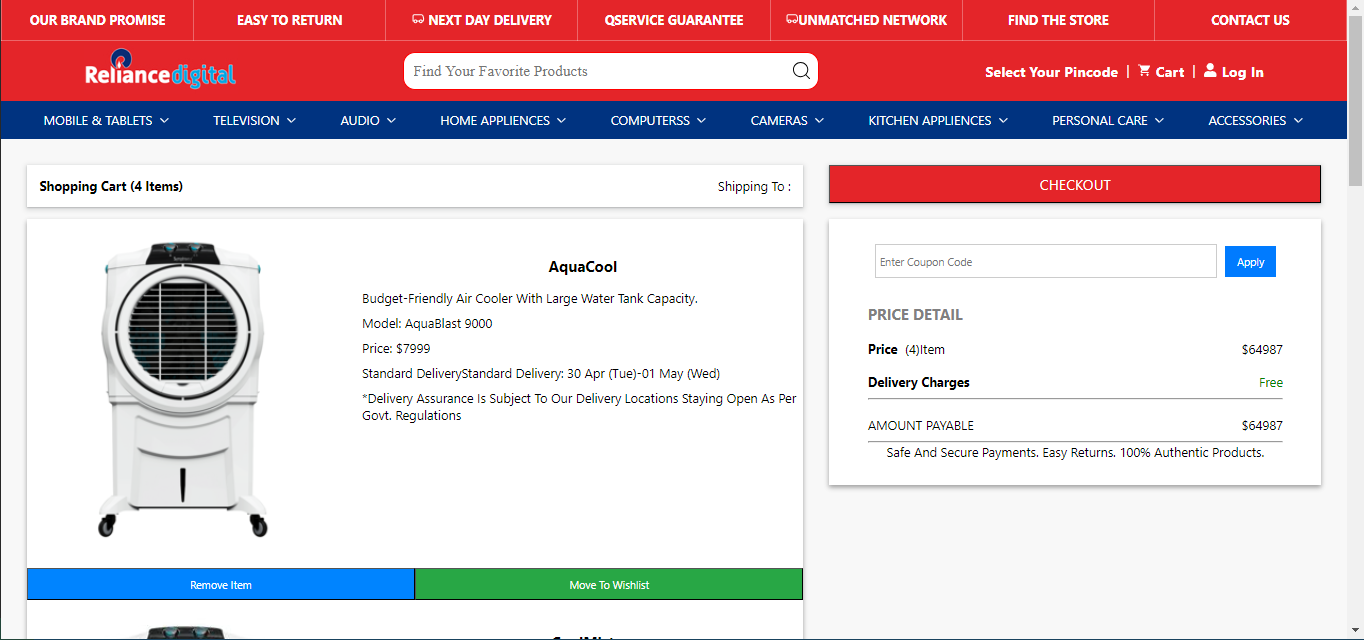 OUR BRAND PROMISE
EASY TO RETURN
NEXT DAY DELIVERY
QSERVICE GUARANTEE
UNMATCHED NETWORK
FIND THE STORE
CONTACT US
Reliance digital
Find Your Favorite Products
Select Your Pincode | Cart | Log In
MOBILE & TABLETS
TELEVISION
AUDIO
HOME APPLIENCES
COMPUTERSS
CAMERAS
KITCHEN APPLIENCES
PERSONAL CARE
ACCESSORIES
Shopping Cart (4 Items)
Shipping To :
AquaCool
Budget-Friendly Air Cooler With Large Water Tank Capacity.
Model: AquaBlast 9000
Price: $7999
Standard DeliveryStandard Delivery: 30 Apr (Tue)-01 May (Wed)
*Delivery Assurance Is Subject To Our Delivery Locations Staying Open As Per
Govt. Regulations
Remove Item
Move To Wishlist
CHECKOUT
Enter Coupon Code
Apply
PRICE DETAIL
Price (4)Item $64987
Delivery Charges Free
AMOUNT PAYABLE $64987
Safe And Secure Payments. Easy Returns. 100% Authentic Products.